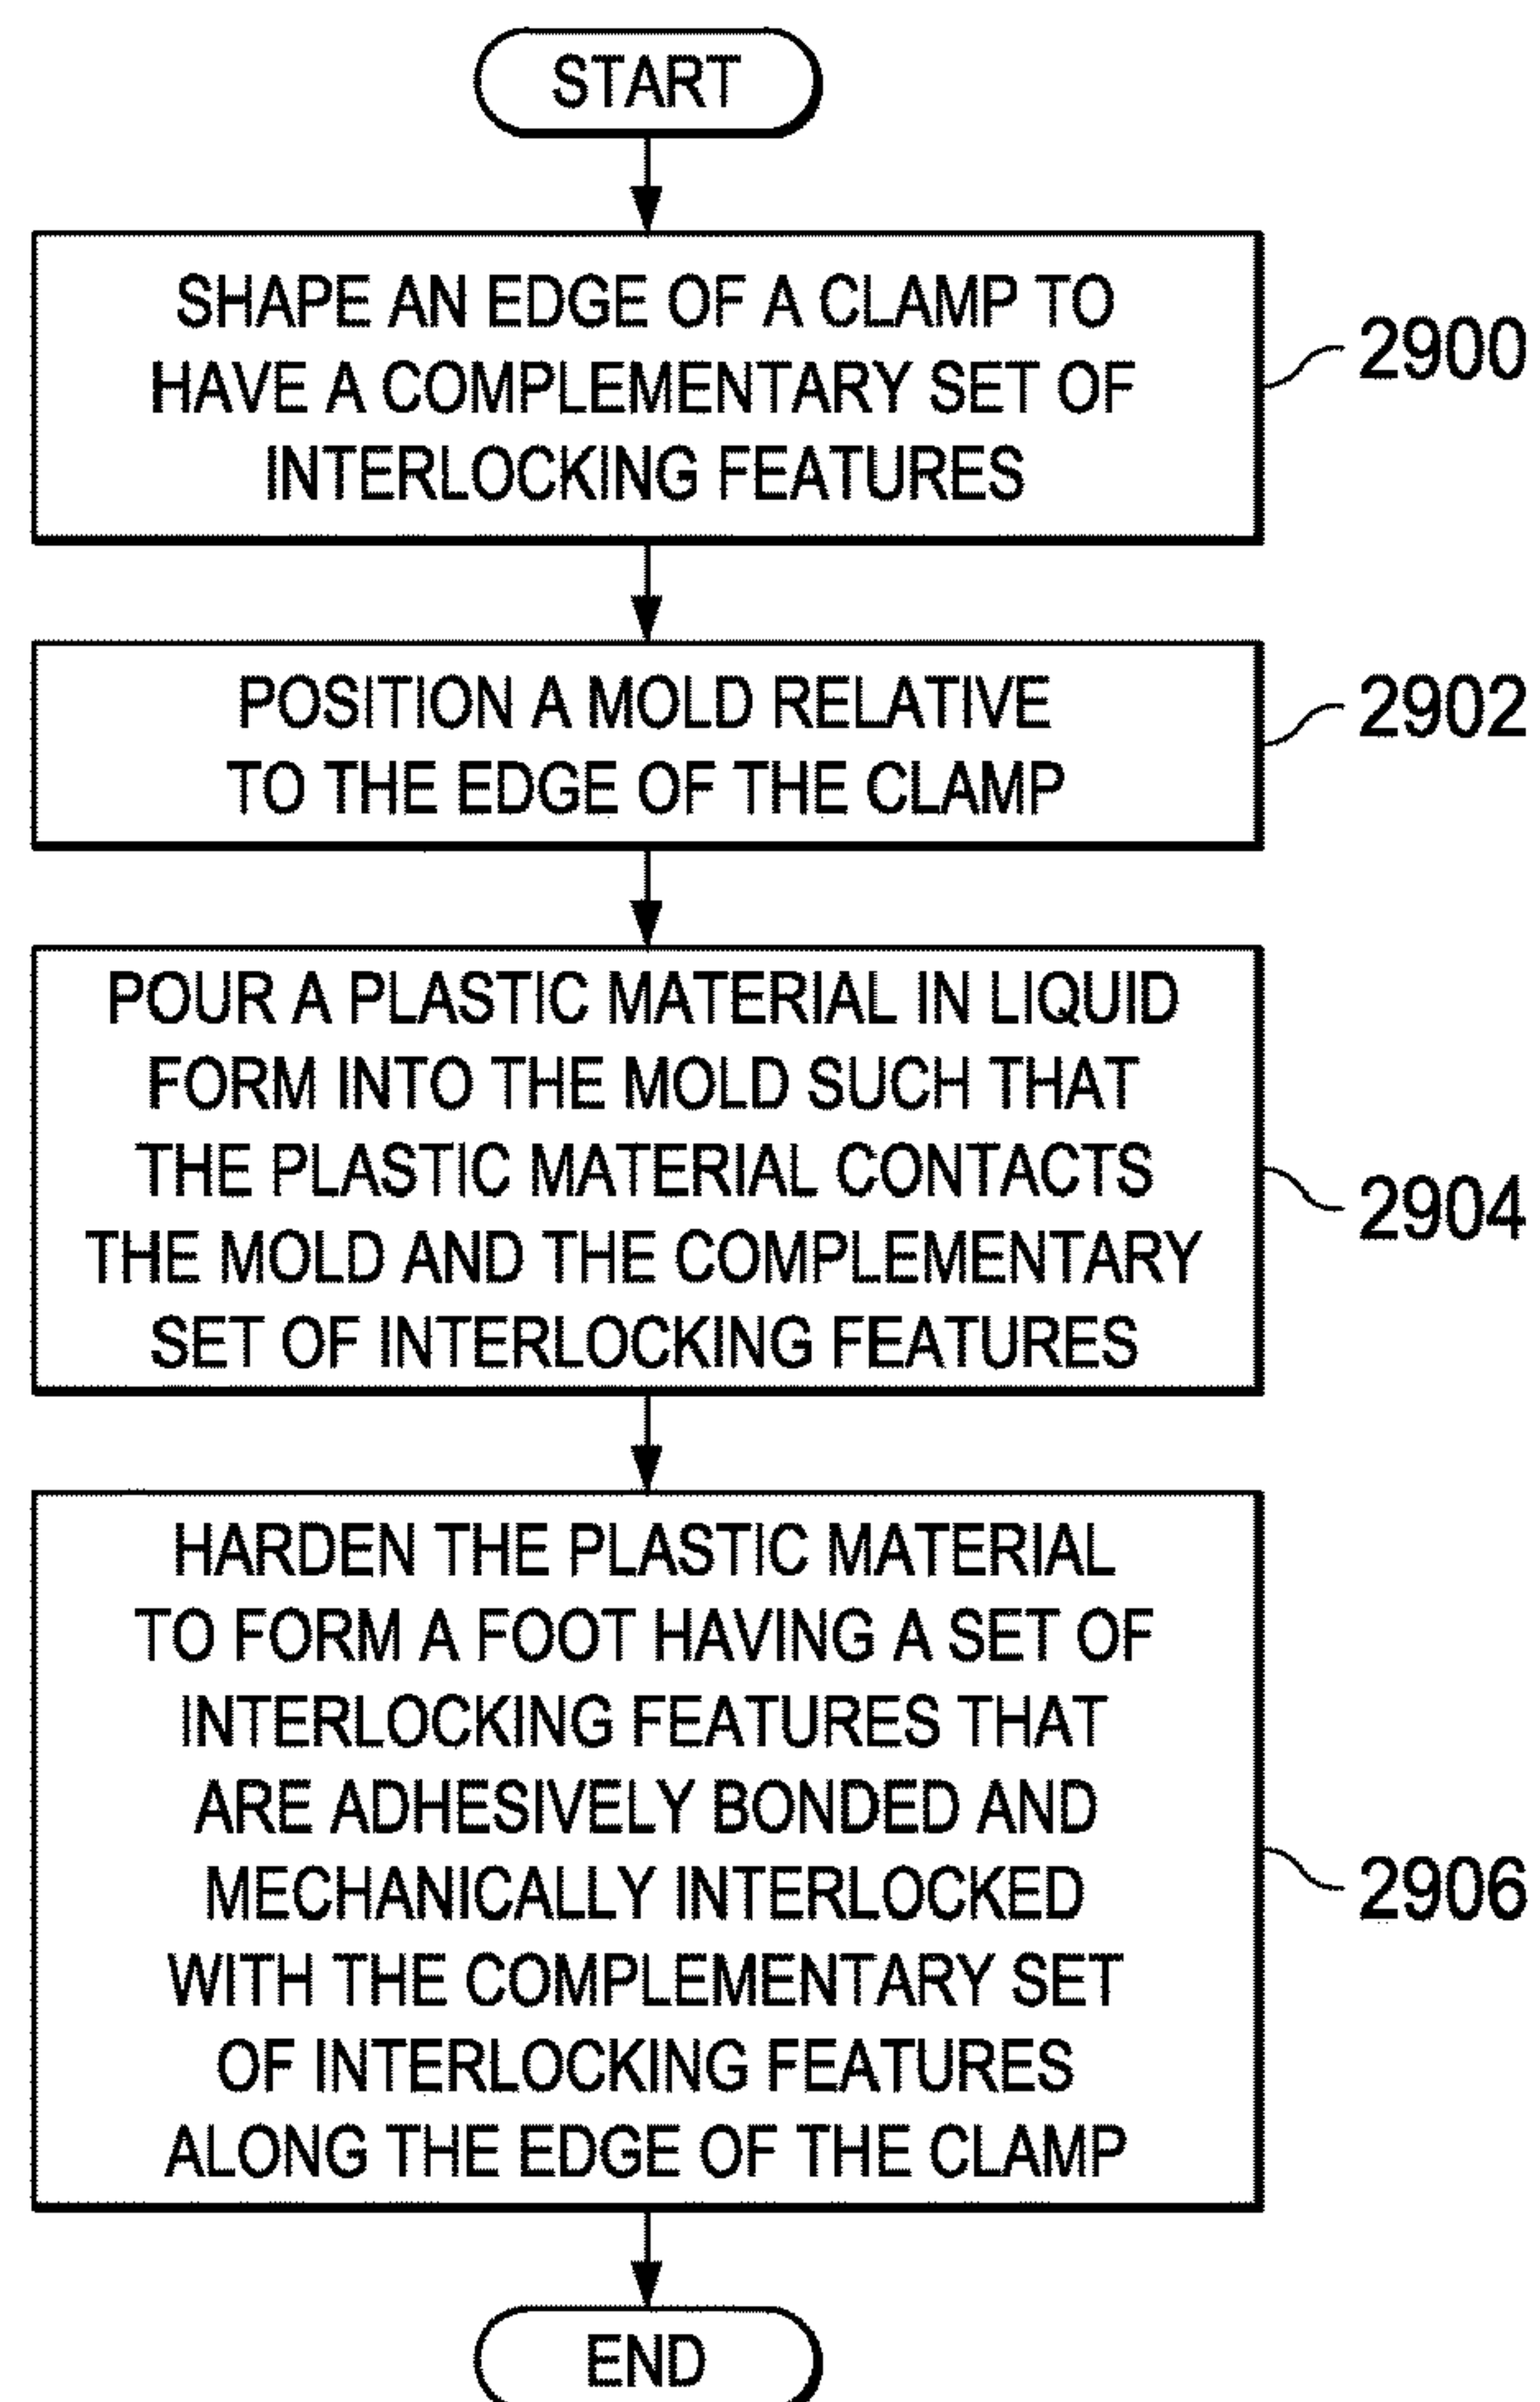 START
SHAPE AN EDGE OF A CLAMP TO
HAVE A COMPLEMENTARY SET OF
INTERLOCKING FEATURES
2900
POSITION A MOLD RELATIVE
TO THE EDGE OF THE CLAMP
2902
POUR A PLASTIC MATERIAL IN LIQUID
FORM INTO THE MOLD SUCH THAT
THE PLASTIC MATERIAL CONTACTS
THE MOLD AND THE COMPLEMENTARY
SET OF INTERLOCKING FEATURES
2904
HARDEN THE PLASTIC MATERIAL
TO FORM A FOOT HAVING A SET OF
INTERLOCKING FEATURES THAT
ARE ADHESIVELY BONDED AND
MECHANICALLY INTERLOCKED
WITH THE COMPLEMENTARY SET
OF INTERLOCKING FEATURES
ALONG THE EDGE OF THE CLAMP
2906
END